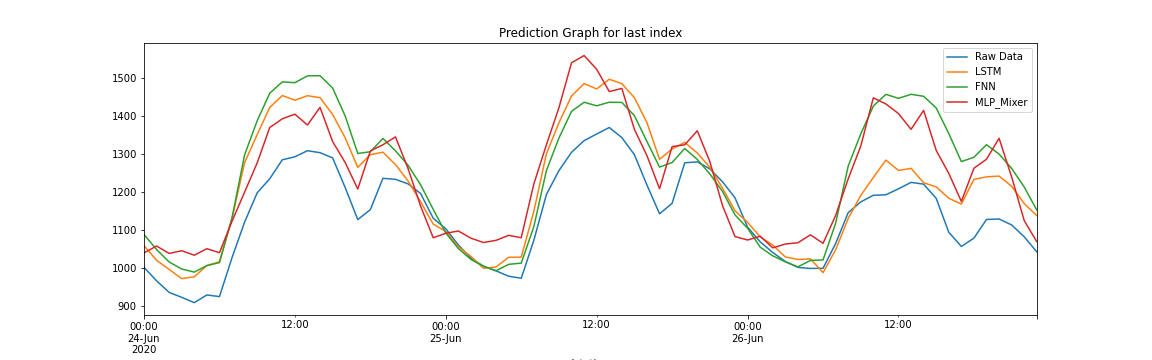 Prediction Graph for last index
Raw Data
LSTM
FNN
MLP_Mixer
1500
1400
1300
1200
1100
1000
900
00:00
24-Jun
2020
12:00
00:00
25-Jun
12:00
00:00
26-Jun
12:00